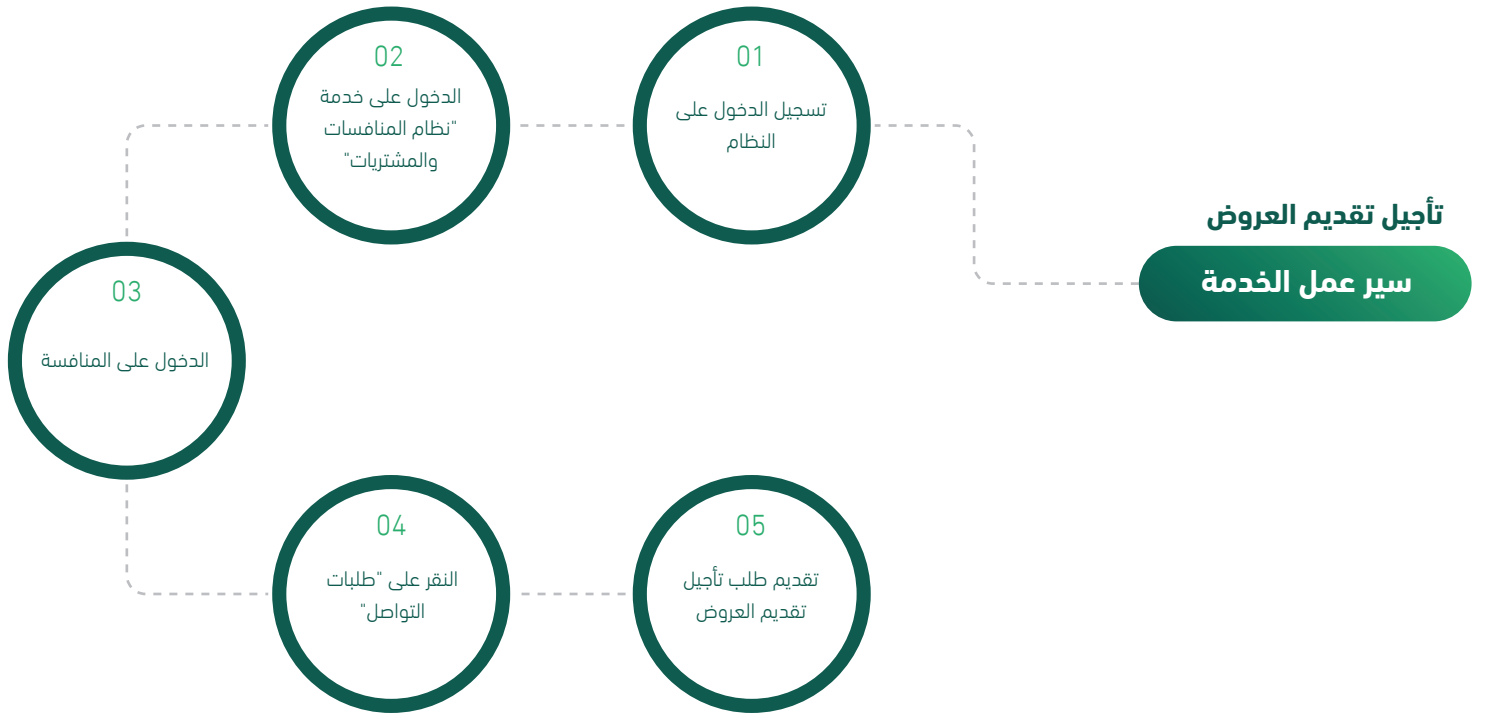 تأجيل تقديم العروض
سير عمل الخدمة
01
تسجيل الدخول على
النظام
02
الدخول على خدمة
"نظام المنافسات
والمشتريات"
03
الدخول على المنافسة
04
النقر على "طلبات
التواصل"
05
تقديم طلب تأجيل
تقديم العروض